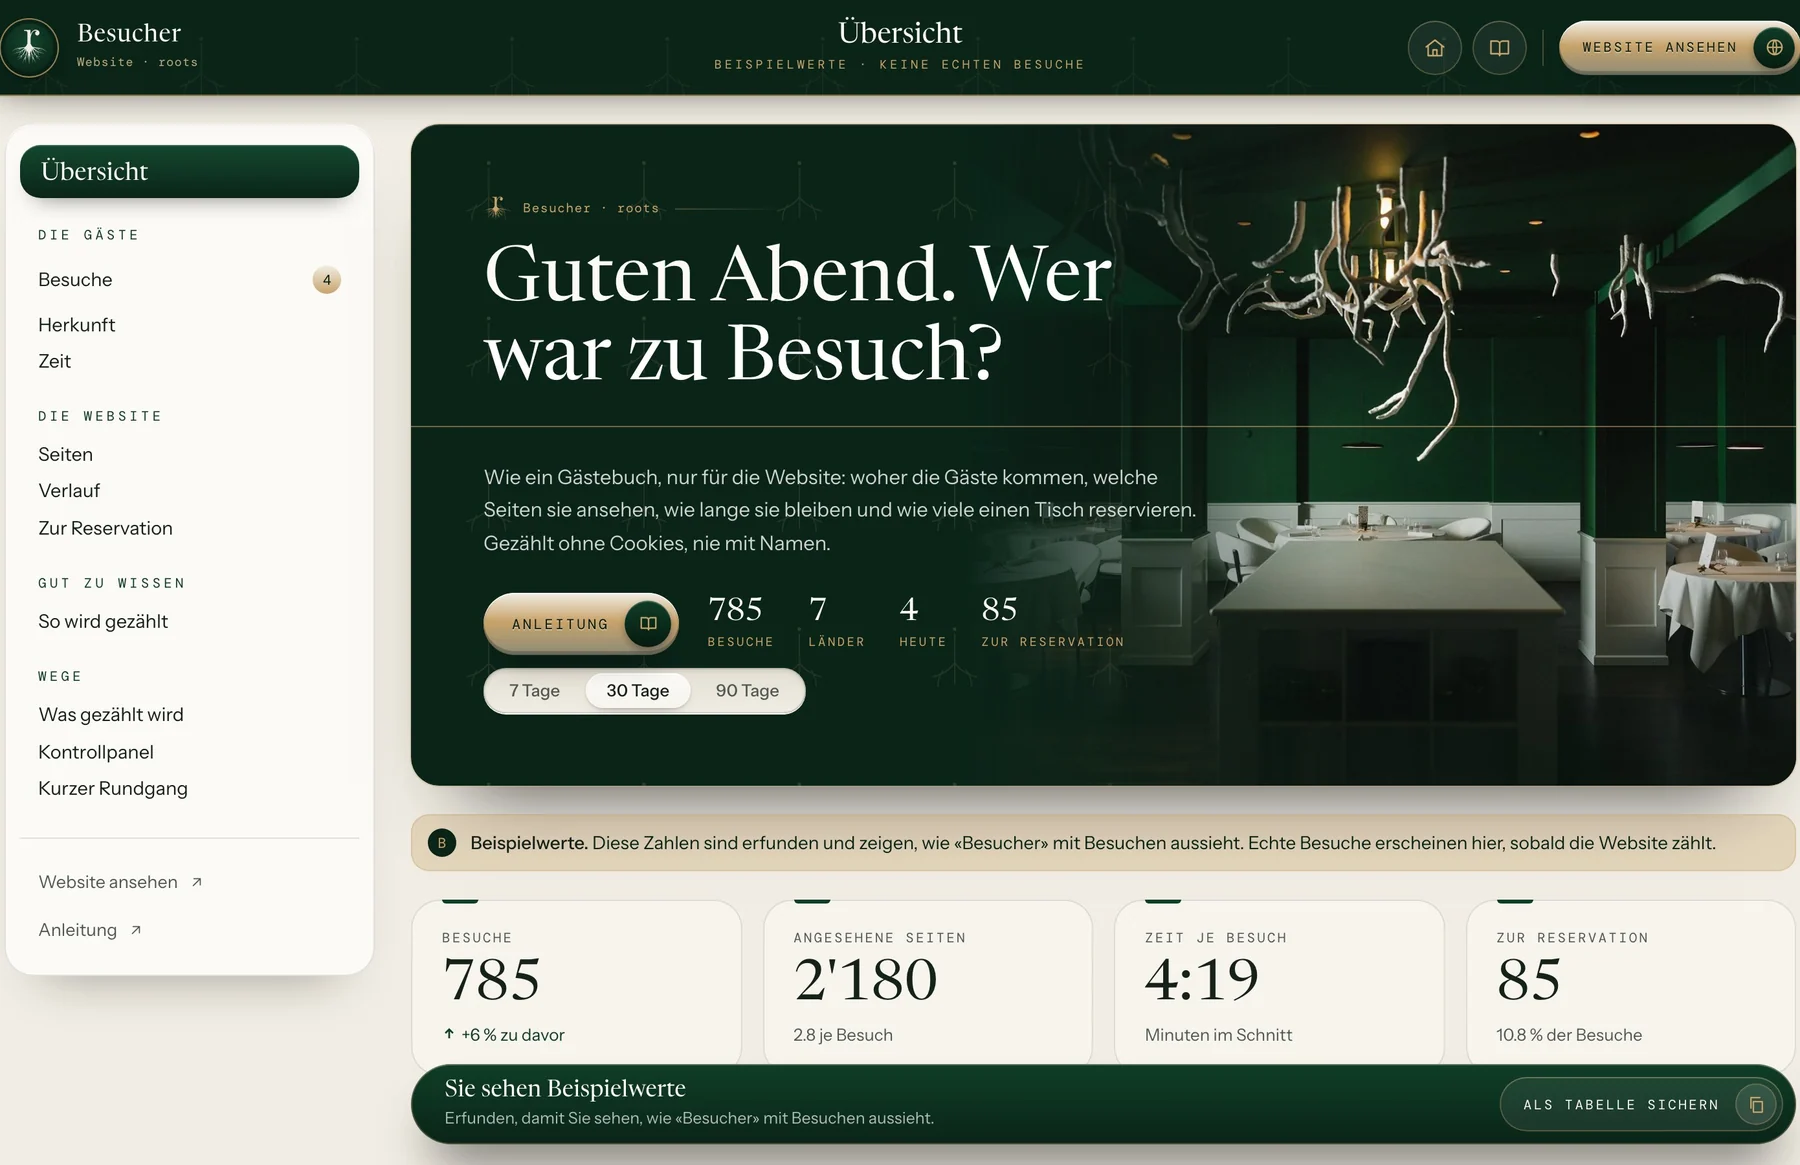 r
Besucher
Website · roots
Übersicht
BEISPIELWERTE · KEINE ECHTEN BESUCHE
WEBSITE ANSEHEN
Übersicht
DIE GÄSTE
Besuche
4
Herkunft
Zeit
DIE WEBSITE
Seiten
Verlauf
Zur Reservation
GUT ZU WISSEN
So wird gezählt
WEGE
Was gezählt wird
Kontrollpanel
Kurzer Rundgang
Website ansehen ↗
Anleitung ↗
r
Besucher · roots
Guten Abend. Wer
war zu Besuch?
Wie ein Gästebuch, nur für die Website: woher die Gäste kommen, welche
Seiten sie ansehen, wie lange sie bleiben und wie viele einen Tisch reservieren.
Gezählt ohne Cookies, nie mit Namen.
ANLEITUNG
785
BESUCHE
7
LÄNDER
4
HEUTE
85
ZUR RESERVATION
7 Tage
30 Tage
90 Tage
B
Beispielwerte. Diese Zahlen sind erfunden und zeigen, wie «Besucher» mit Besuchen aussieht. Echte Besuche erscheinen hier, sobald die Website zählt.
BESUCHE
785
↑ +6 % zu davor
ANGESEHENE SEITEN
2'180
2.8 je Besuch
ZEIT JE BESUCH
4:19
Minuten im Schnitt
ZUR RESERVATION
85
10.8 % der Besuche
Sie sehen Beispielwerte
Erfunden, damit Sie sehen, wie «Besucher» mit Besuchen aussieht.
ALS TABELLE SICHERN